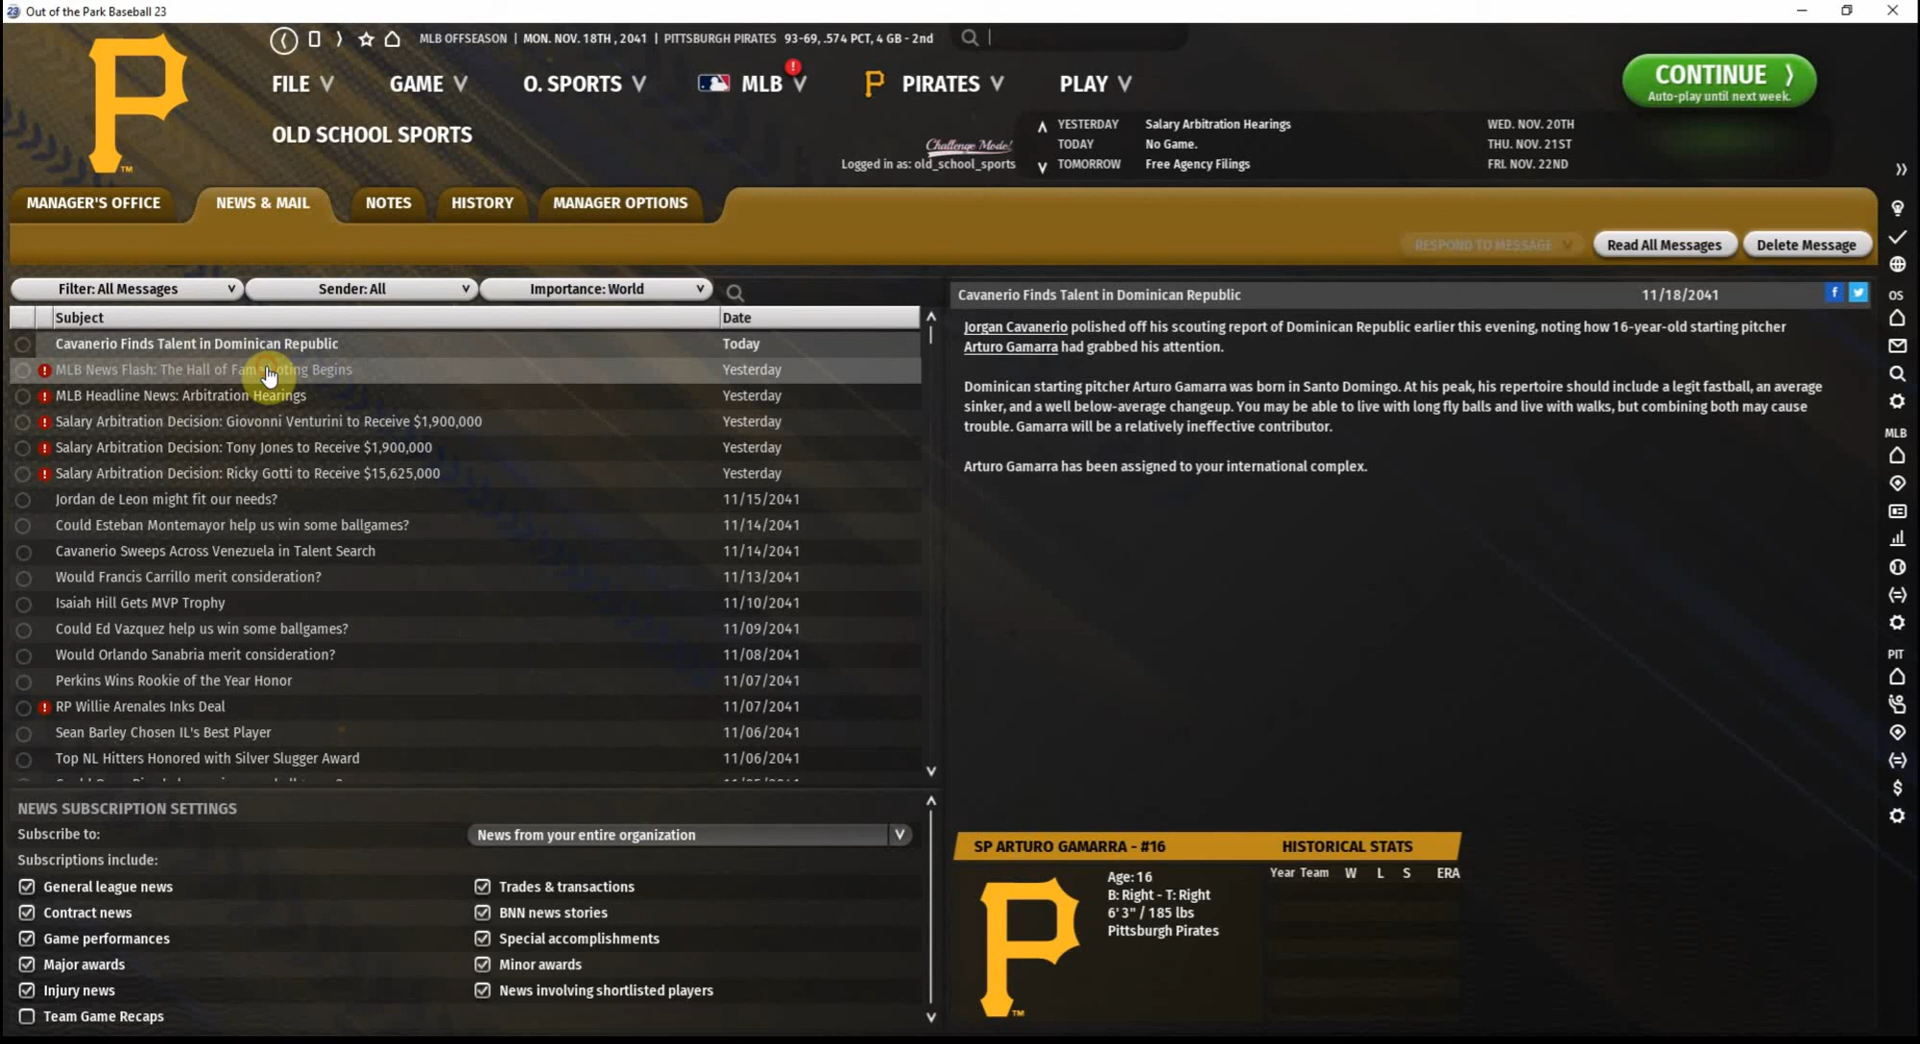 23 Out of the Park Baseball 23
MLB OFFSEASON | MON. NOV. 18TH , 2041 | PITTSBURGH PIRATES 93-69, .574 PCT, 4 GB - 2nd
FILE GAME O. SPORTS MLB PIRATES PLAY
CONTINUE
Auto-play until next week.
OLD SCHOOL SPORTS
Challenge Mode!
Logged in as: old_school_sports
YESTERDAY Salary Arbitration Hearings WED. NOV. 20TH
TODAY No Game. THU. NOV. 21ST
TOMORROW Free Agency Filings FRI. NOV. 22ND
MANAGER'S OFFICE NEWS & MAIL NOTES HISTORY MANAGER OPTIONS
RESPOND TO MESSAGE Read All Messages Delete Message
Filter: All Messages Sender: All Importance: World
Subject Date
Cavanerio Finds Talent in Dominican Republic Today
MLB News Flash: The Hall of Fam oting Begins Yesterday
MLB Headline News: Arbitration Hearings Yesterday
Salary Arbitration Decision: Giovonni Venturini to Receive $1,900,000 Yesterday
Salary Arbitration Decision: Tony Jones to Receive $1,900,000 Yesterday
Salary Arbitration Decision: Ricky Gotti to Receive $15,625,000 Yesterday
Jordan de Leon might fit our needs? 11/15/2041
Could Esteban Montemayor help us win some ballgames? 11/14/2041
Cavanerio Sweeps Across Venezuela in Talent Search 11/14/2041
Would Francis Carrillo merit consideration? 11/13/2041
Isaiah Hill Gets MVP Trophy 11/10/2041
Could Ed Vazquez help us win some ballgames? 11/09/2041
Would Orlando Sanabria merit consideration? 11/08/2041
Perkins Wins Rookie of the Year Honor 11/07/2041
RP Willie Arenales Inks Deal 11/07/2041
Sean Barley Chosen IL's Best Player 11/06/2041
Top NL Hitters Honored with Silver Slugger Award 11/06/2041
NEWS SUBSCRIPTION SETTINGS
Subscribe to: News from your entire organization
Subscriptions include:
General league news Trades & transactions
Contract news BNN news stories
Game performances Special accomplishments
Major awards Minor awards
Injury news News involving shortlisted players
Team Game Recaps
Cavanerio Finds Talent in Dominican Republic 11/18/2041
Jorgan Cavanerio polished off his scouting report of Dominican Republic earlier this evening, noting how 16-year-old starting pitcher
Arturo Gamarra had grabbed his attention.
Dominican starting pitcher Arturo Gamarra was born in Santo Domingo. At his peak, his repertoire should include a legit fastball, an average
sinker, and a well below-average changeup. You may be able to live with long fly balls and live with walks, but combining both may cause
trouble. Gamarra will be a relatively ineffective contributor.
Arturo Gamarra has been assigned to your international complex.
SP ARTURO GAMARRA - #16 HISTORICAL STATS
Age: 16
B: Right - T: Right
6' 3" / 185 lbs
Pittsburgh Pirates
Year Team W L S ERA
P
TM
P
TM
OS
MLB
PIT